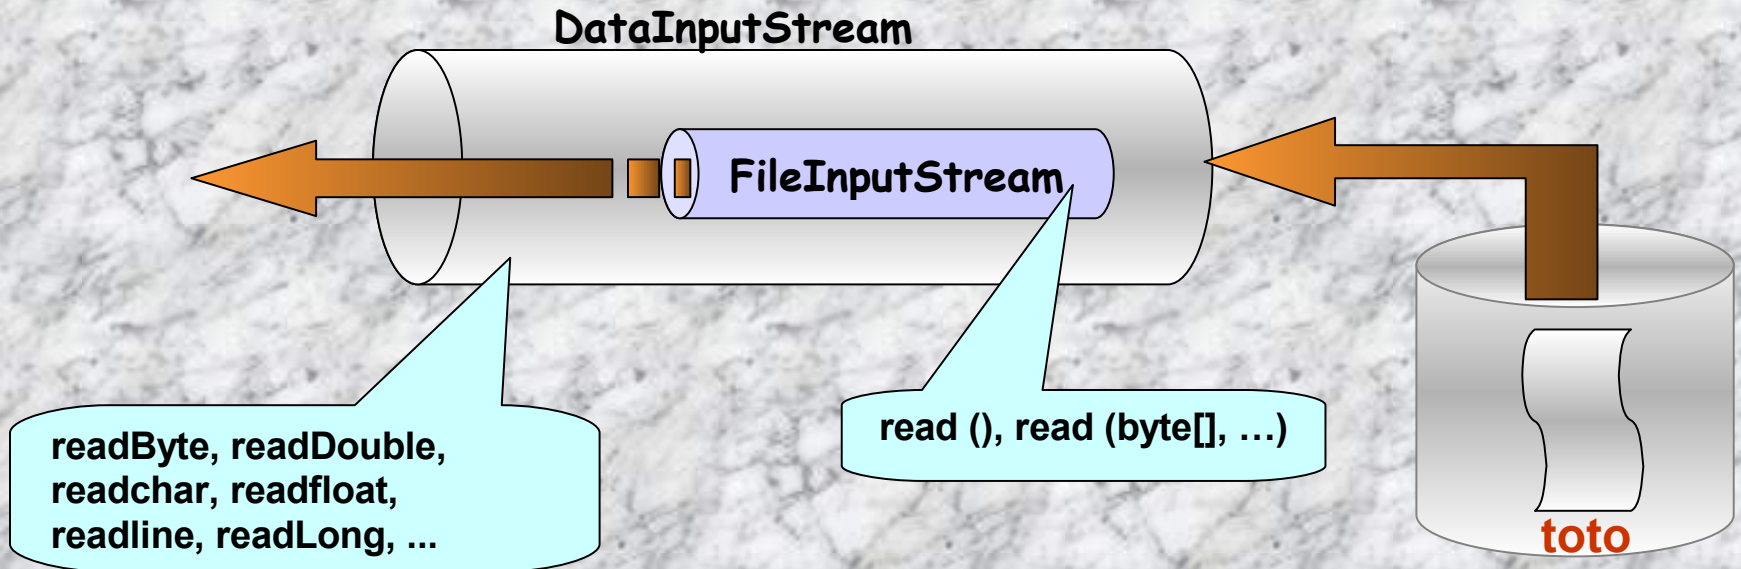 DataInputStream
FileInputStream
readByte, readDouble,
readchar, readfloat,
readline, readLong, ...
read (), read (byte[], …)
toto